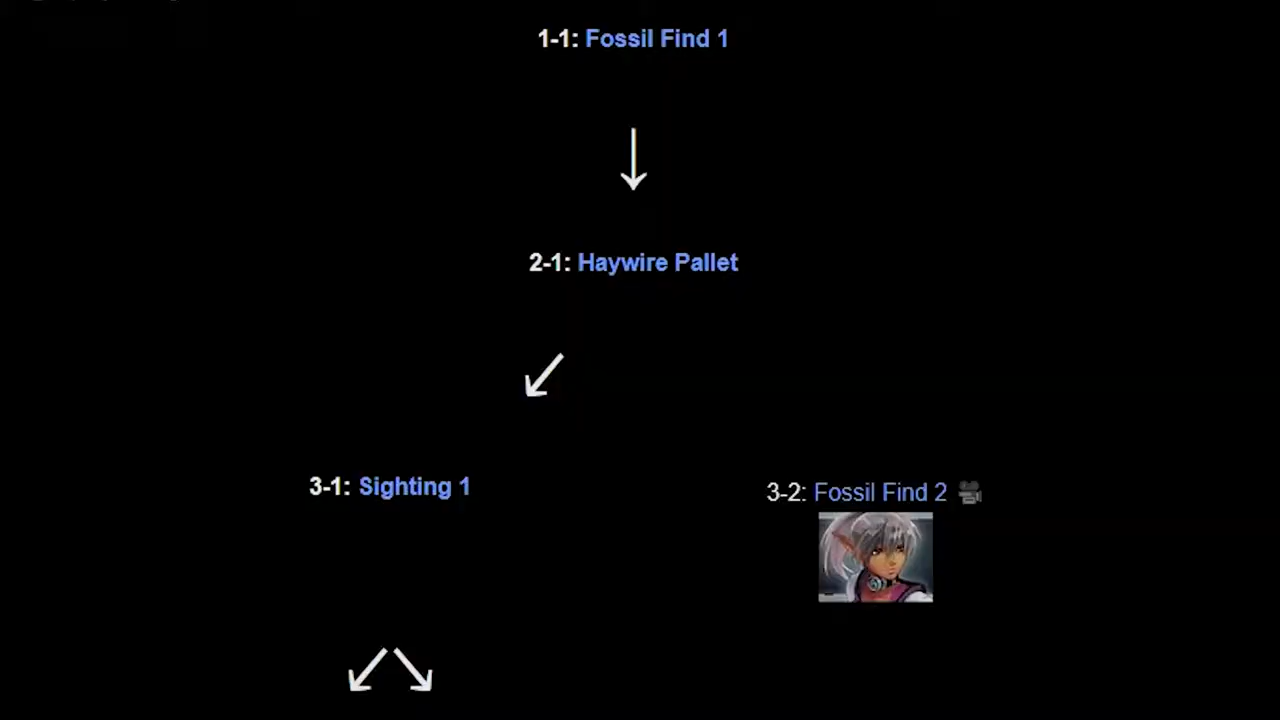 1-1: Fossil Find 1
2-1: Haywire Pallet
3-1: Sighting 1
3-2: Fossil Find 2